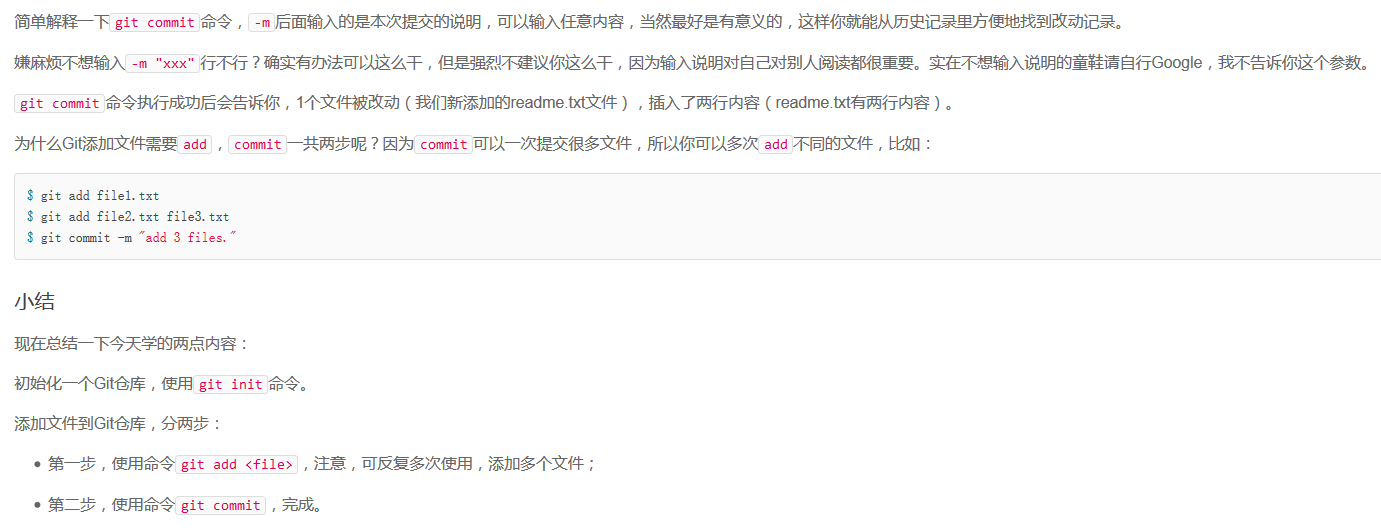 简单解释一下git commit命令，-m后面输入的是本次提交的说明，可以输入任意内容，当然最好是有意义的，这样你就能从历史记录里方便地找到改动记录。
嫌麻烦不想输入-m "xxx"行不行？确实有办法可以这么干，但是强烈不建议你这么干，因为输入说明对自己对别人阅读都很重要。实在不想输入说明的童鞋请自行Google，我不告诉你这个参数。
git commit命令执行成功后会告诉你，1个文件被改动（我们新添加的readme.txt文件），插入了两行内容（readme.txt有两行内容）。
为什么Git添加文件需要add，commit一共两步呢？因为commit可以一次提交很多文件，所以你可以多次add不同的文件，比如：
$ git add file1.txt
$ git add file2.txt file3.txt
$ git commit -m "add 3 files."
小结
现在总结一下今天学的两点内容：
初始化一个Git仓库，使用git init命令。
添加文件到Git仓库，分两步：
• 第一步，使用命令git add <file>，注意，可反复多次使用，添加多个文件；
• 第二步，使用命令git commit，完成。